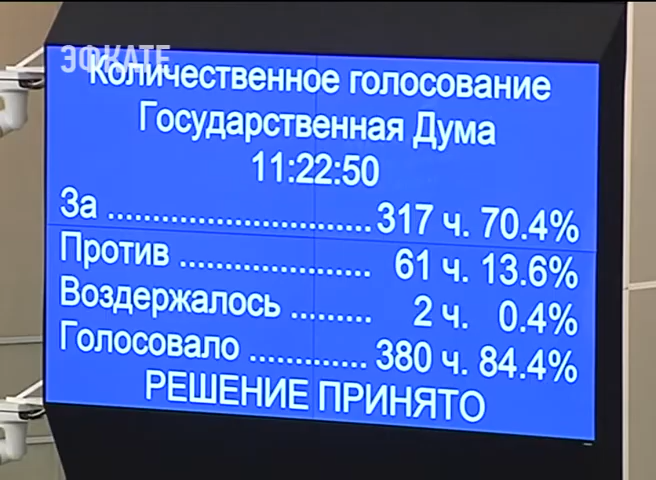 ЭФКАТЕ
Количественное голосование
Государственная Дума
11:22:50
За ............................ 317 ч. 70.4%
Против .................... 61 ч. 13.6%
Воздержалось ......... 2 ч. 0.4%
Голосовало ............. 380 ч. 84.4%
РЕШЕНИЕ ПРИНЯТО